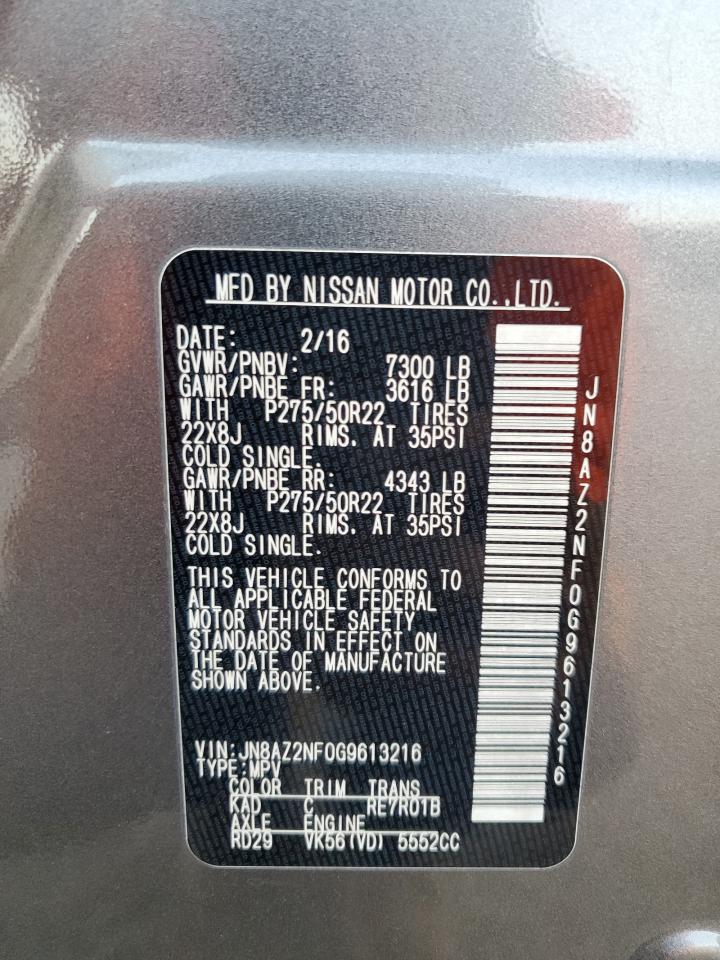 MFD BY NISSAN MOTOR CO.,LTD.
DATE: 2/16
GVWR/PNBV: 7300 LB
GAWR/PNBE FR: 3616 LB
WITH P275/50R22 TIRES
22X8J RIMS. AT 35PSI
COLD SINGLE.
GAWR/PNBE RR: 4343 LB
WITH P275/50R22 TIRES
22X8J RIMS. AT 35PSI
COLD SINGLE.
THIS VEHICLE CONFORMS TO
ALL APPLICABLE FEDERAL
MOTOR VEHICLE SAFETY
STANDARDS IN EFFECT ON
THE DATE OF MANUFACTURE
SHOWN ABOVE.
VIN:JN8AZ2NF0G9613216
TYPE:MPV
COLOR TRIM TRANS
KAD C RE7R01B
AXLE ENGINE
RD29 VK56(VD) 5552CC
JN8AZ2NF0G9613216